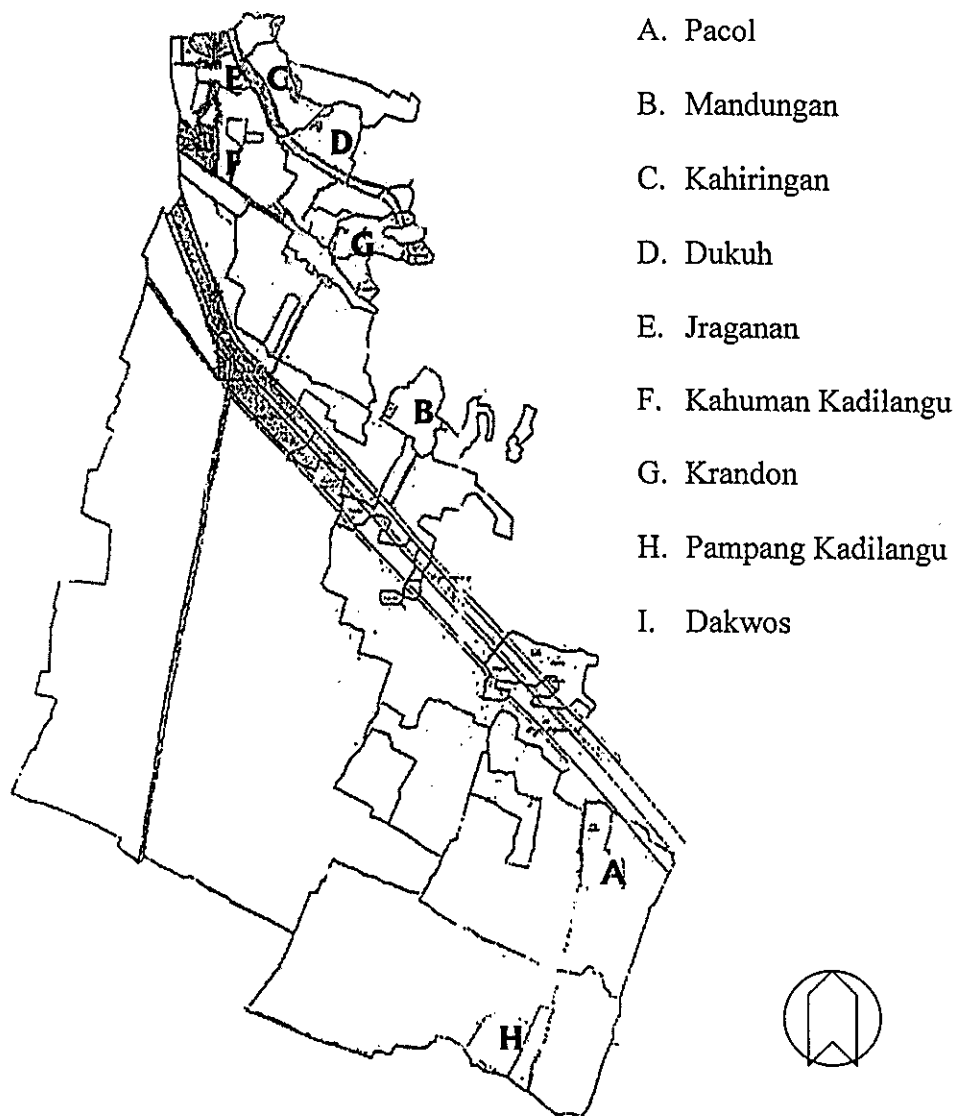 A. Pacol
B. Mandungan
C. Kahiringan
D. Dukuh
E. Jraganan
F. Kahuman Kadilangu
G. Krandon
H. Pampang Kadilangu
I. Dakwos
E
C
D
F
G
B
A
H